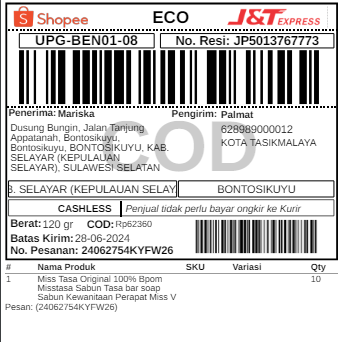 Shopee
ECO
J&T EXPRESS
UPG-BEN01-08
No. Resi: JP5013767773
Penerima: Mariska
Pengirim: Palmat
Dusung Bungin, Jalan Tanjung
Appatanah, Bontosikuyu,
Bontosikuyu, BONTOSIKUYU, KAB.
SELAYAR (KEPULAUAN
SELAYAR), SULAWESI SELATAN
628989000012
KOTA TASIKMALAYA
COD
B. SELAYAR (KEPULAUAN SELAY
BONTOSIKUYU
CASHLESS
Penjual tidak perlu bayar ongkir ke Kurir
Berat: 120 gr
COD: Rp62360
Batas Kirim: 28-06-2024
No. Pesanan: 24062754KYFW26
# Nama Produk SKU Variasi Qty
1 Miss Tasa Original 100% Bpom 10
Misstasa Sabun Tasa bar soap
Sabun Kewanitaan Perapat Miss V
Pesan: (24062754KYFW26)